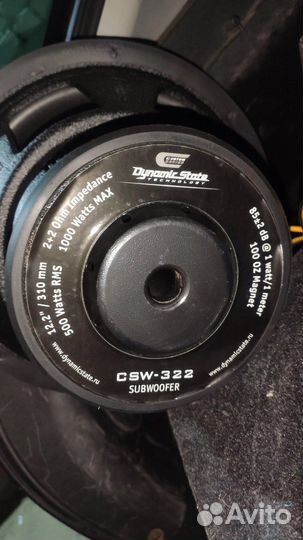 Dynamic State
TECHNOLOGY
2+2 Ohm Impedance
1000 Watts MAX
12.2" / 310 mm
500 Watts RMS
www.dynamicstate.ru
85±2 dB @ 1 watt/1 meter
100 OZ Magnet
www.dynamicstate.ru
CSW-322
SUBWOOFER
Avito